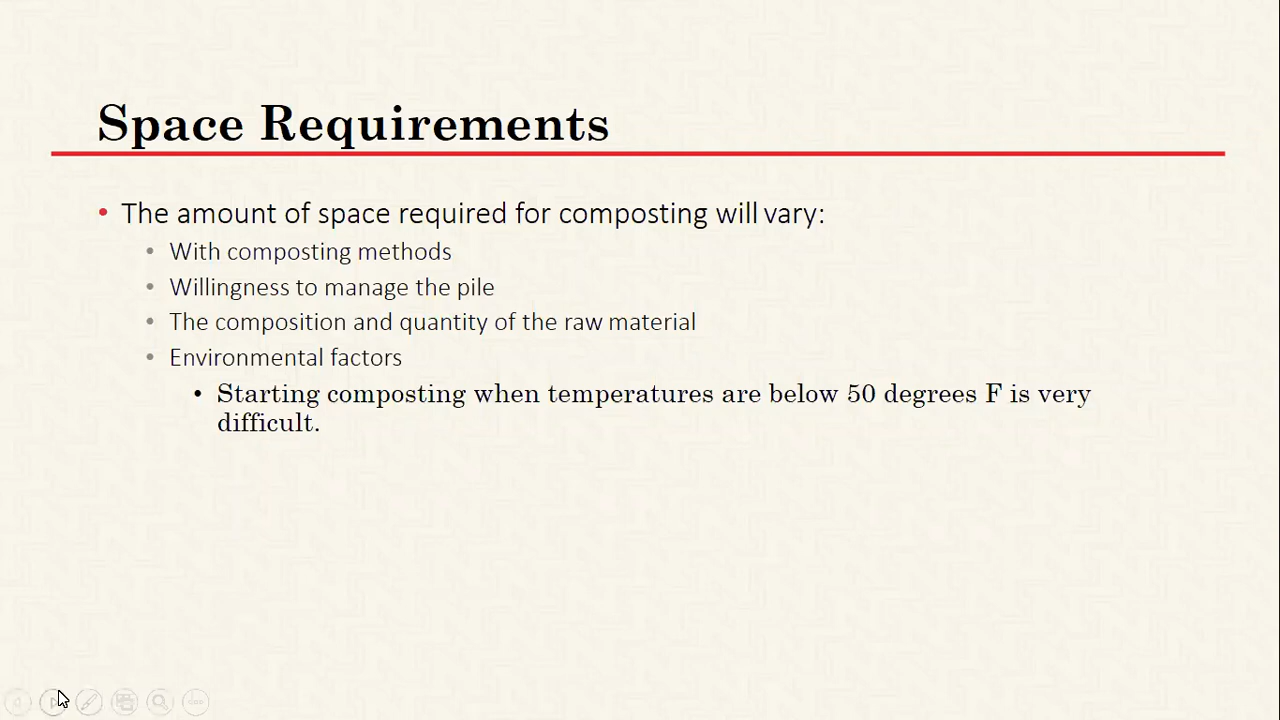 Space Requirements
• The amount of space required for composting will vary:
• With composting methods
• Willingness to manage the pile
• The composition and quantity of the raw material
• Environmental factors
• Starting composting when temperatures are below 50 degrees F is very
difficult.